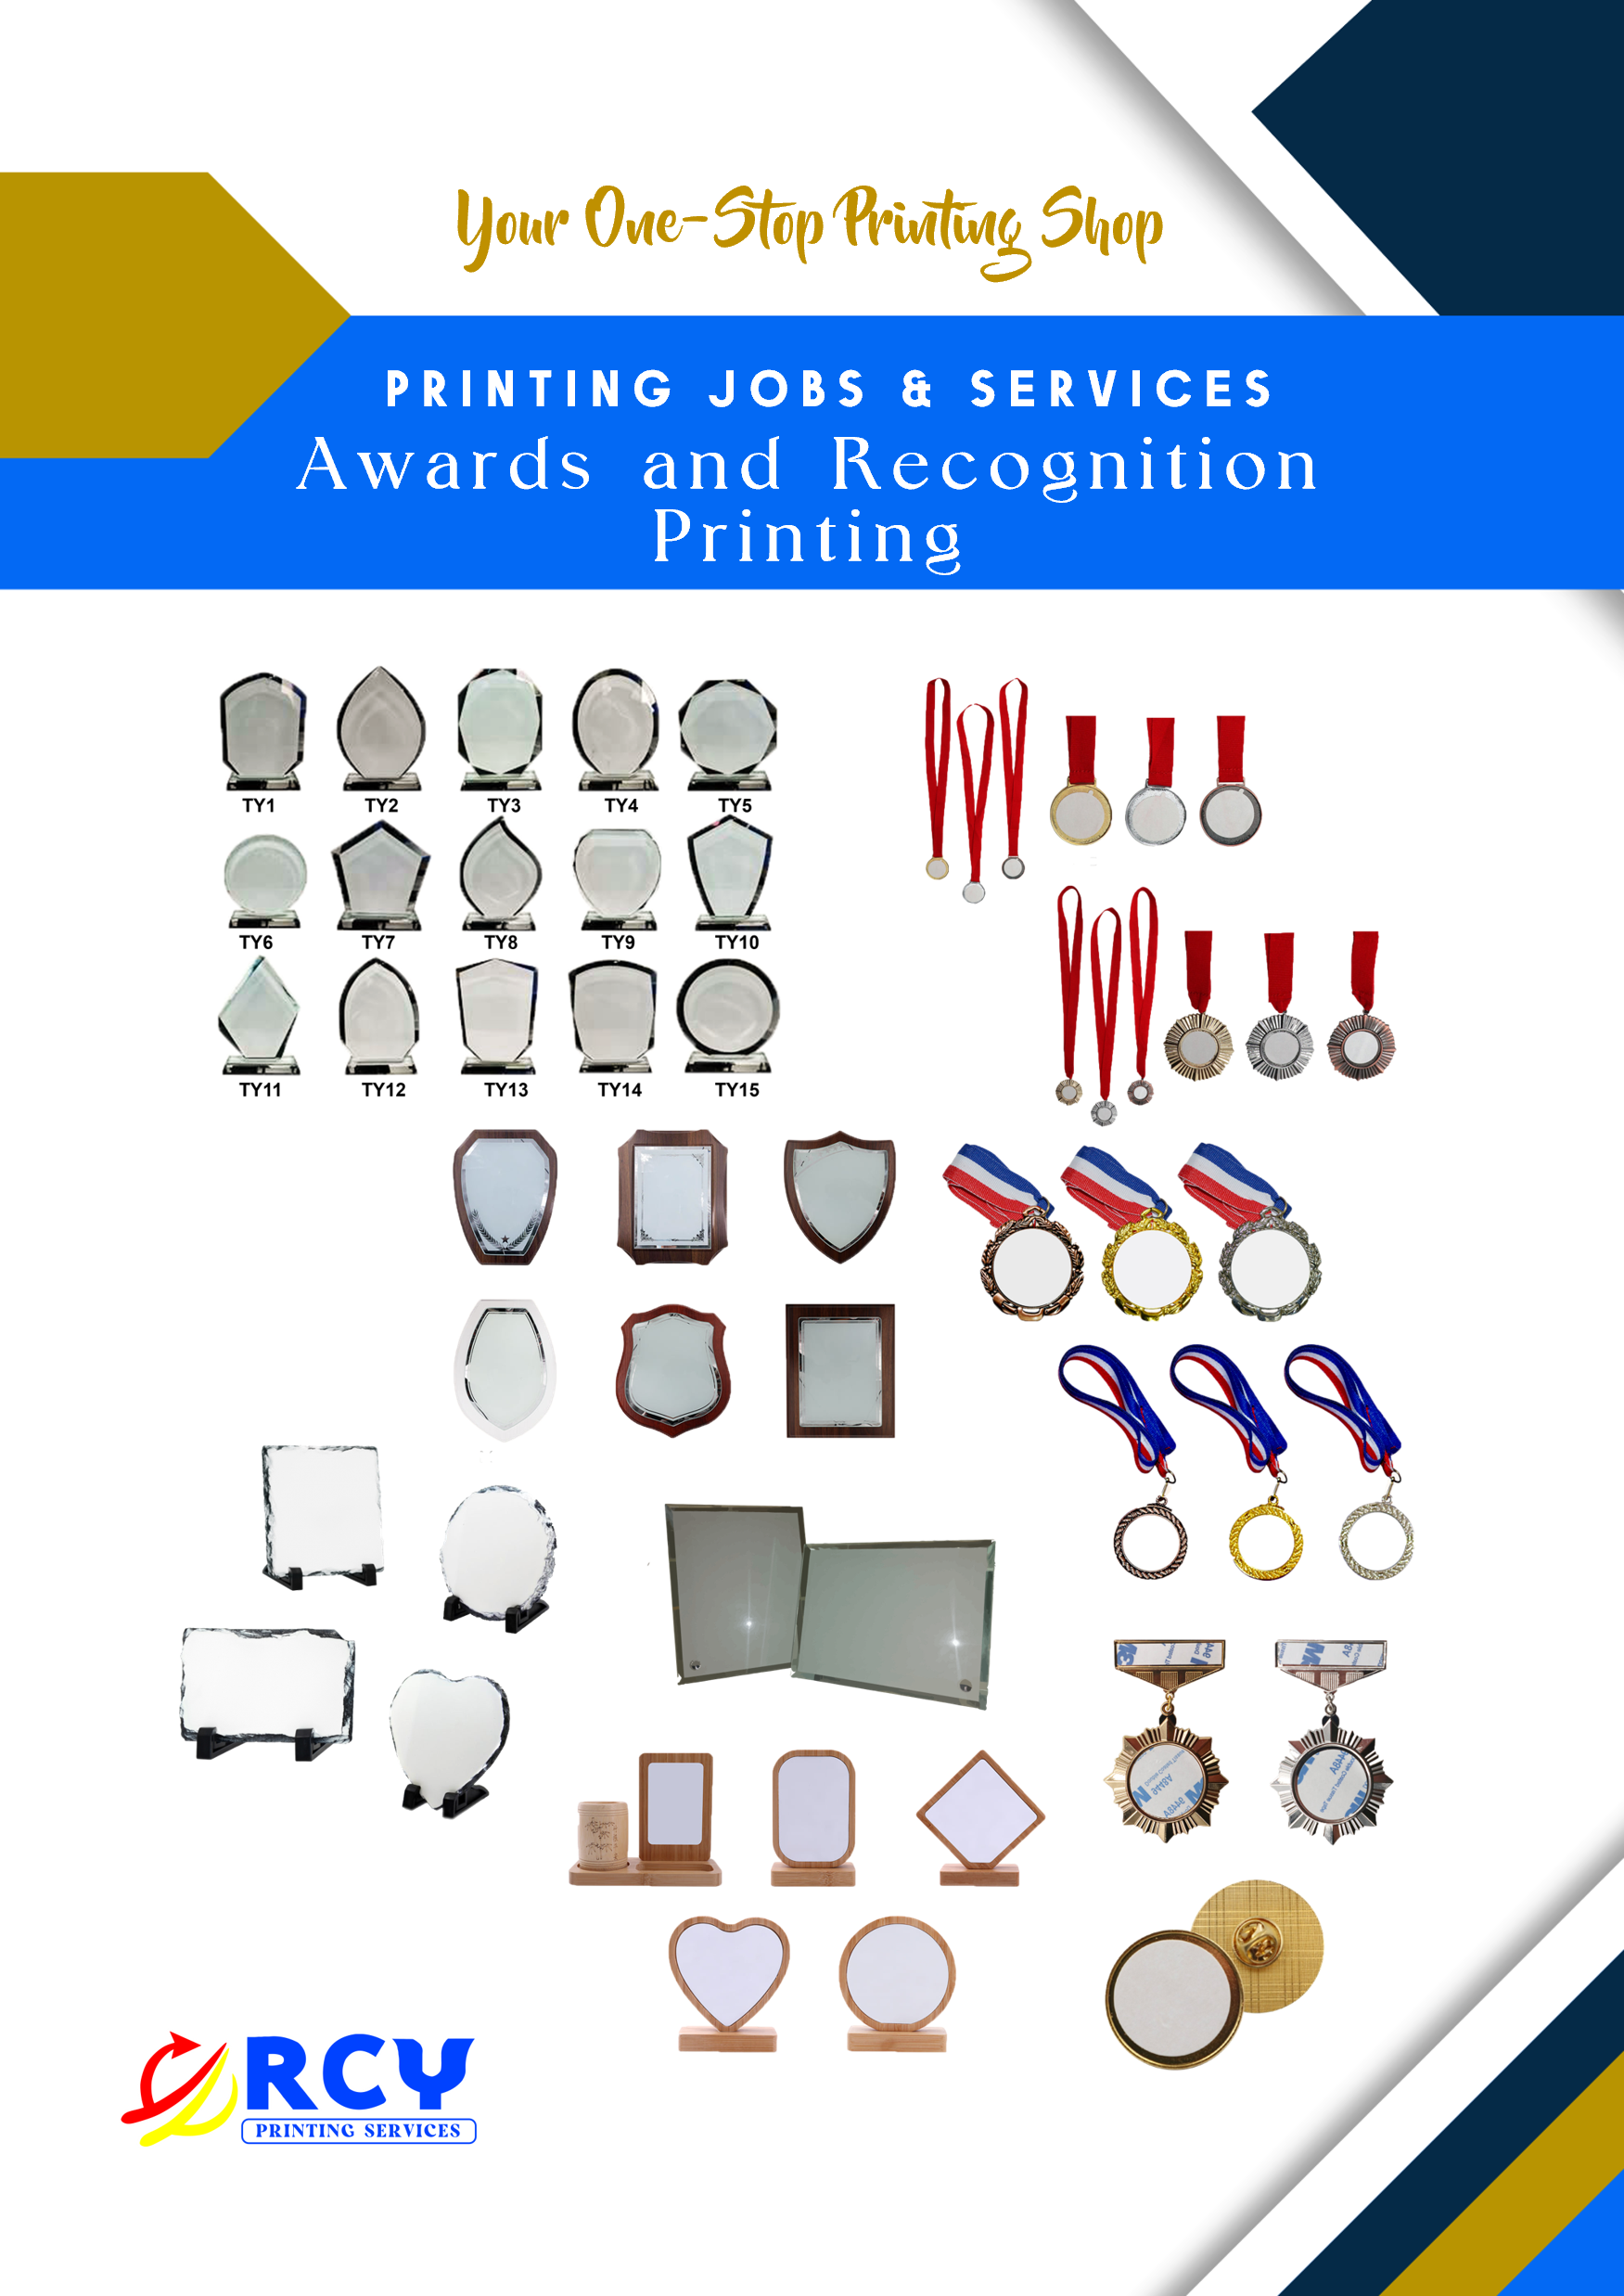 Your One-Stop Printing Shop
PRINTING JOBS & SERVICES
Awards and Recognition
Printing
TY1 TY2 TY3 TY4 TY5
TY6 TY7 TY8 TY9 TY10
TY11 TY12 TY13 TY14 TY15
RCY
PRINTING SERVICES